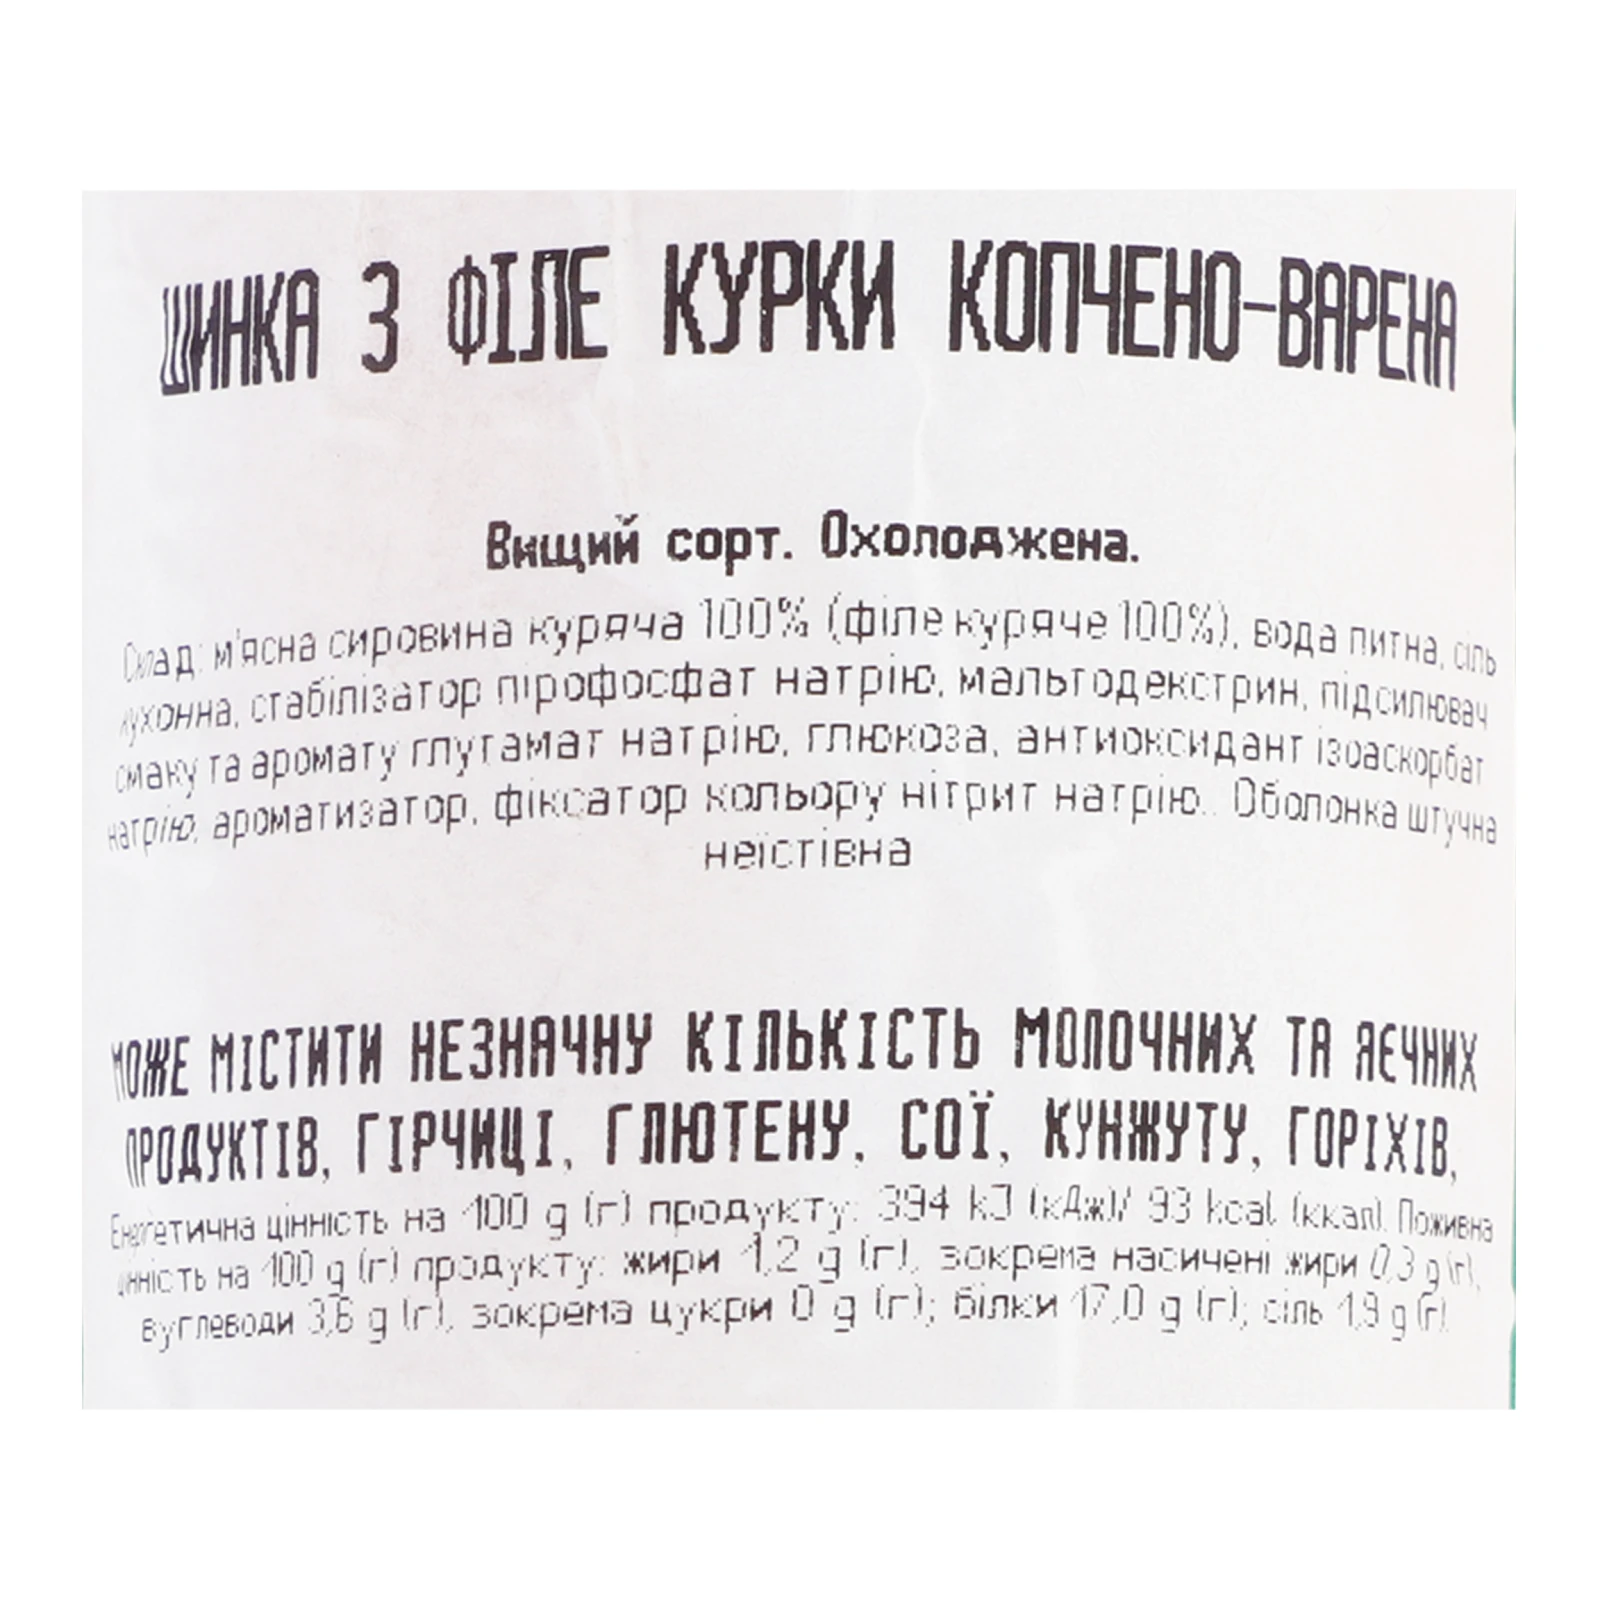 ШИНКА З ФІЛЕ КУРКИ КОПЧЕНО-ВАРЕНА
Вищий сорт. Охолоджена.
Склад: м'ясна сировина куряча 100% (філе куряче 100%), вода питна, сіль
кухонна, стабілізатор пірофосфат натрію, мальтодекстрин, підсилювач
смаку та аромату глутамат натрію, глюкоза, антиоксидант ізоаскорбат
натрію, ароматизатор, фіксатор кольору нітрит натрію.. Оболонка штучна
неїстівна
МОЖЕ МІСТИТИ НЕЗНАЧНУ КІЛЬКІСТЬ МОЛОЧНИХ ТА ЯЄЧНИХ
ПРОДУКТІВ, ГІРЧИЦІ, ГЛЮТЕНУ, СОЇ, КУНЖУТУ, ГОРІХІВ,
Енергетична цінність на 100 g (г) продукту: 394 kJ (кДж)/ 93 kcal (ккал). Поживна
цінність на 100 g (г) продукту: жири 1,2 g (г), зокрема насичені жири 0,3 g (г),
вуглеводи 3,6 g (г), зокрема цукри 0 g (г); білки 17,0 g (г); сіль 1,9 g (г).